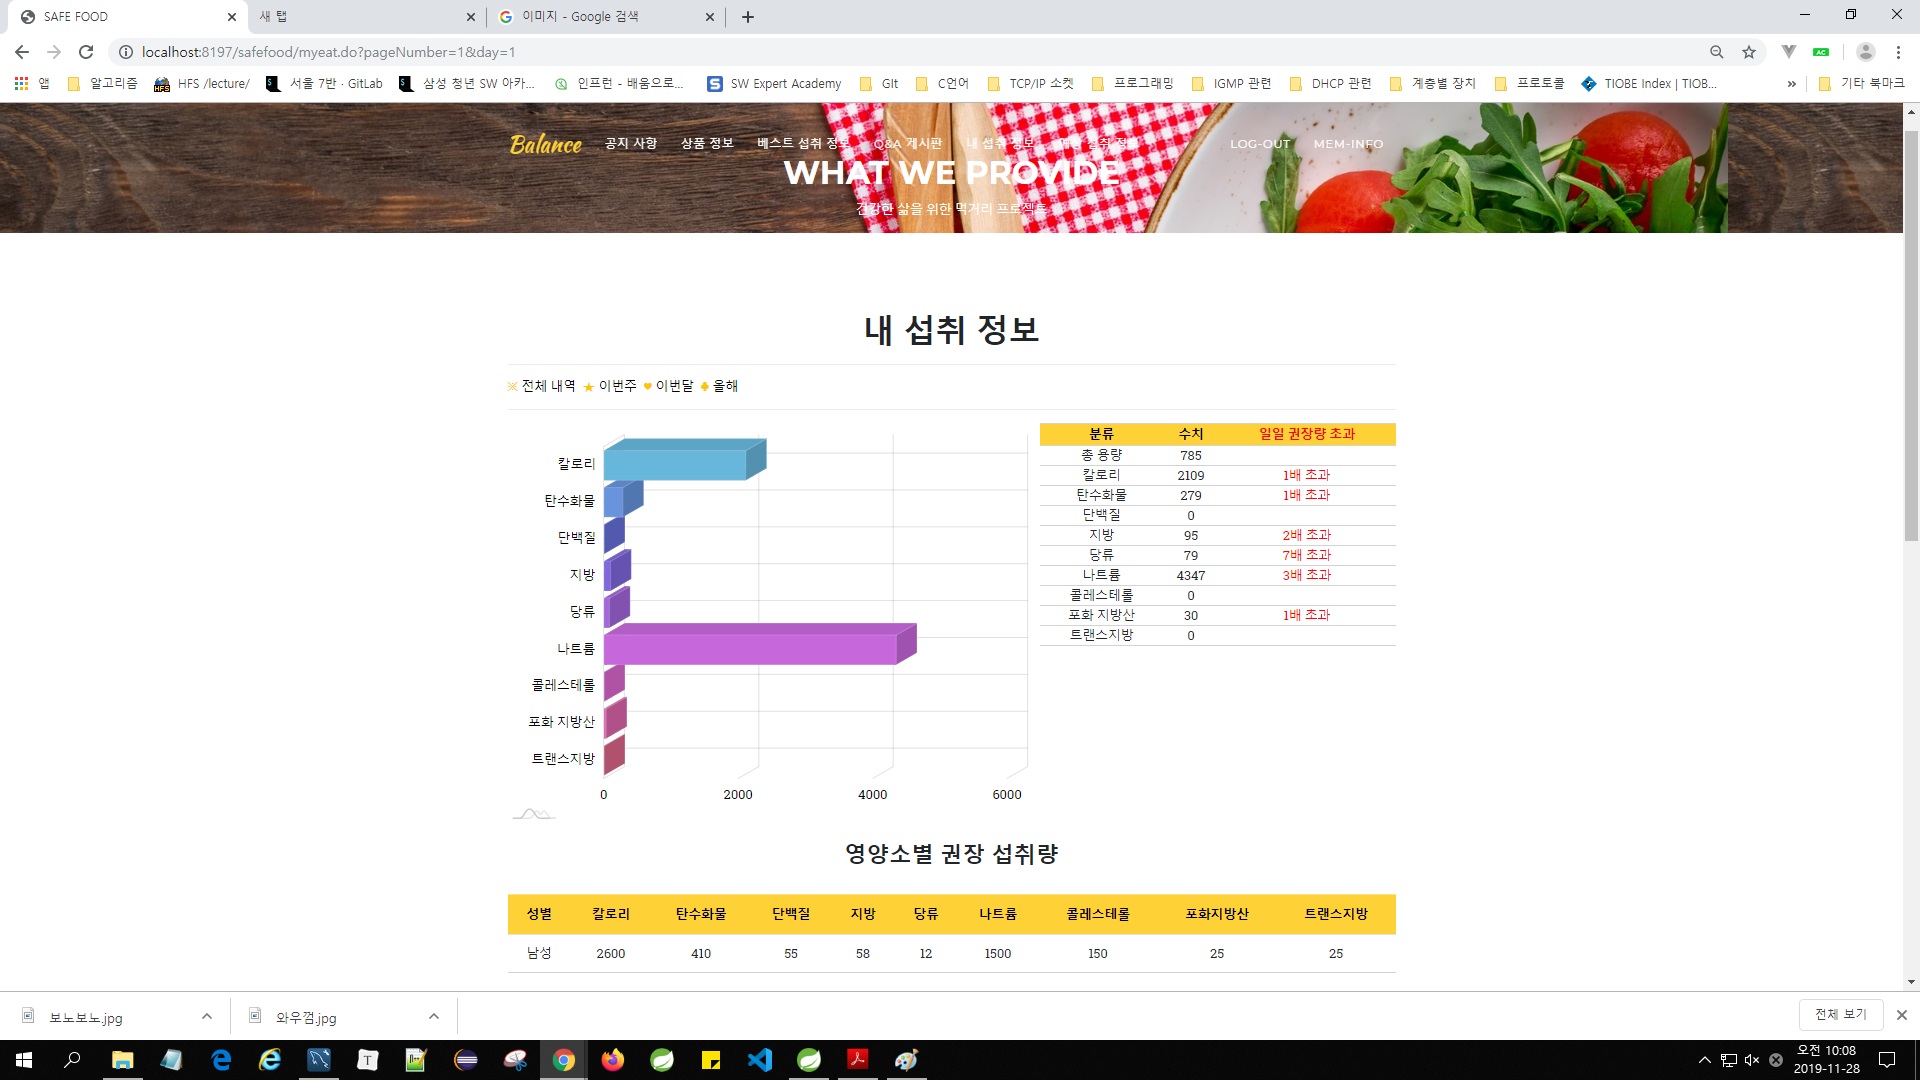 SAFE FOOD
새 탭
이미지 - Google 검색
localhost:8197/safefood/myeat.do?pageNumber=1&day=1
앱 알고리즘 HFS /lecture/ 서울 7반 · GitLab 삼성 청년 SW 아카... 인프런 - 배움으로... SW Expert Academy GIt C언어 TCP/IP 소켓 프로그래밍 IGMP 관련 DHCP 관련 계층별 장치 프로토콜 TIOBE Index | TIOB... » 기타 북마크
Balance 공지 사항 상품 정보 베스트 섭취 정보 Q&A 게시판 내 섭취 정보 예상 섭취 정보 LOG-OUT MEM-INFO
WHAT WE PROVIDE
건강한 삶을 위한 먹거리 프로젝트
내 섭취 정보
※ 전체 내역 ★ 이번주 ♥ 이번달 ♣ 올해
칼로리
탄수화물
단백질
지방
당류
나트륨
콜레스테롤
포화 지방산
트랜스지방
0 2000 4000 6000
분류 수치 일일 권장량 초과
총 용량 785
칼로리 2109 1배 초과
탄수화물 279 1배 초과
단백질 0
지방 95 2배 초과
당류 79 7배 초과
나트륨 4347 3배 초과
콜레스테롤 0
포화 지방산 30 1배 초과
트랜스지방 0
영양소별 권장 섭취량
성별 칼로리 탄수화물 단백질 지방 당류 나트륨 콜레스테롤 포화지방산 트랜스지방
남성 2600 410 55 58 12 1500 150 25 25
보노보노.jpg
와우껌.jpg
전체 보기
오전 10:08
2019-11-28